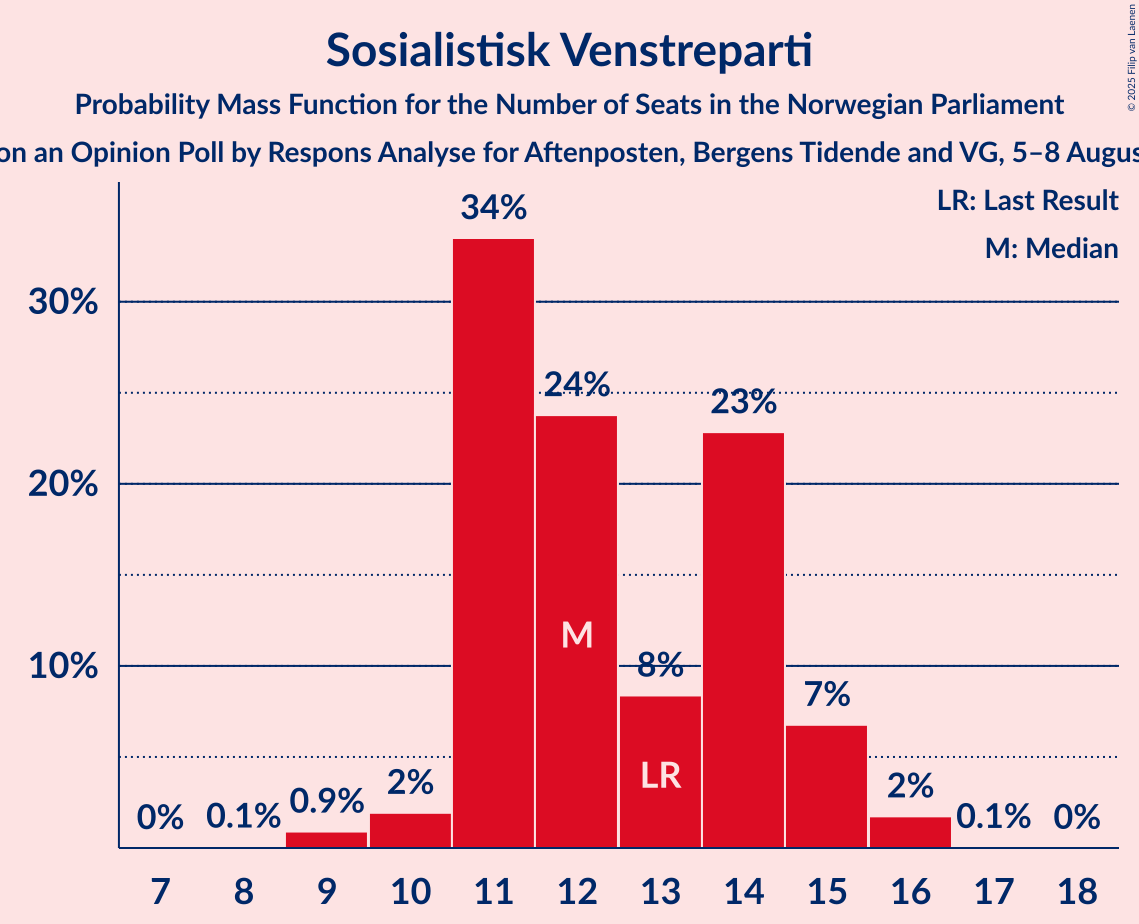 © 2025 Filip van Laenen
Sosialistisk Venstreparti
Probability Mass Function for the Number of Seats in the Norwegian Parliament
on an Opinion Poll by Respons Analyse for Aftenposten, Bergens Tidende and VG, 5–8 Augus
LR: Last Result
M: Median
34%
30%
24%
23%
20%
M
10%
8%
7%
LR
2%
2%
0.9%
0%
0.1%
0.1%
0%
7 8 9 10 11 12 13 14 15 16 17 18